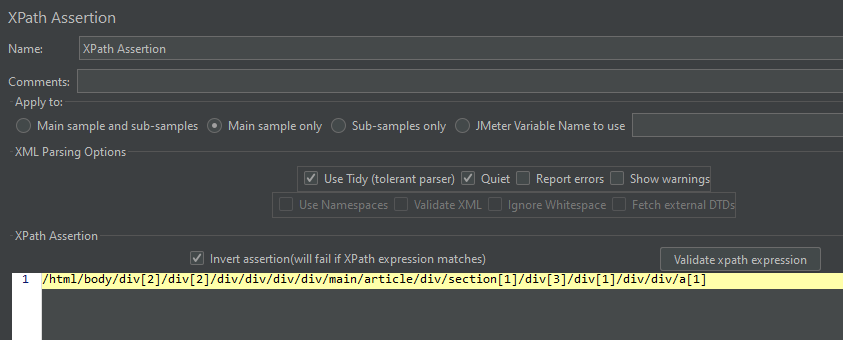 XPath Assertion
Name: XPath Assertion
Comments:
Apply to:
Main sample and sub-samples Main sample only Sub-samples only JMeter Variable Name to use
XML Parsing Options
Use Tidy (tolerant parser) Quiet Report errors Show warnings
Use Namespaces Validate XML Ignore Whitespace Fetch external DTDs
XPath Assertion
Invert assertion(will fail if XPath expression matches) Validate xpath expression
1 /html/body/div[2]/div[2]/div/div/div/div/main/article/div/section[1]/div[3]/div[1]/div/div/a[1]